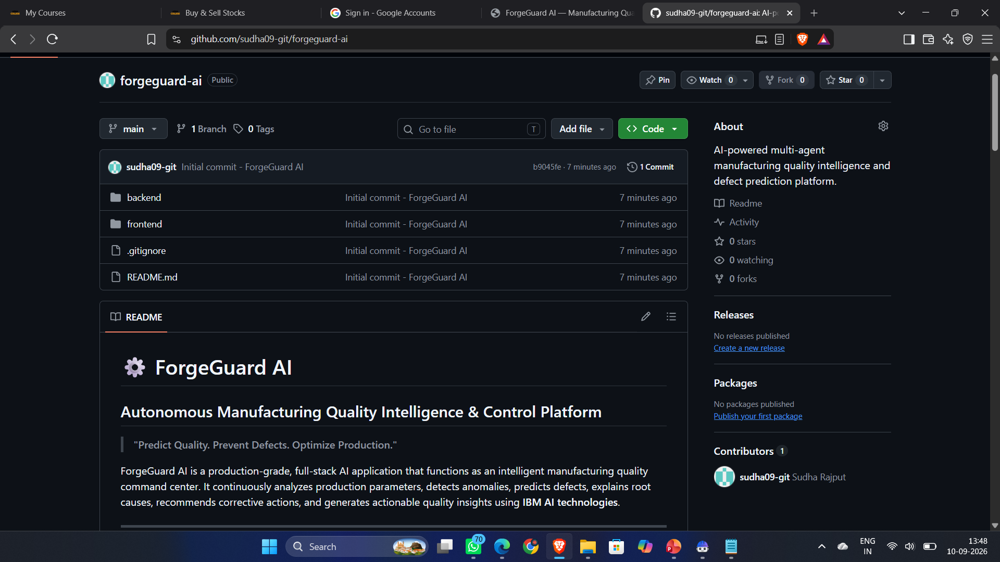 My Courses
Buy & Sell Stocks
Sign in - Google Accounts
ForgeGuard AI — Manufacturing Qua
sudha09-git/forgeguard-ai: AI-po
github.com/sudha09-git/forgeguard-ai
forgeguard-ai Public
Pin
Watch 0
Fork 0
Star 0
main
1 Branch
0 Tags
Go to file T
Add file
Code
sudha09-git Initial commit - ForgeGuard AI
b9045fe · 7 minutes ago
1 Commit
backend Initial commit - ForgeGuard AI 7 minutes ago
frontend Initial commit - ForgeGuard AI 7 minutes ago
.gitignore Initial commit - ForgeGuard AI 7 minutes ago
README.md Initial commit - ForgeGuard AI 7 minutes ago
README
ForgeGuard AI
Autonomous Manufacturing Quality Intelligence & Control Platform
"Predict Quality. Prevent Defects. Optimize Production."
ForgeGuard AI is a production-grade, full-stack AI application that functions as an intelligent manufacturing quality
command center. It continuously analyzes production parameters, detects anomalies, predicts defects, explains root
causes, recommends corrective actions, and generates actionable quality insights using IBM AI technologies.
About
AI-powered multi-agent
manufacturing quality intelligence and
defect prediction platform.
Readme
Activity
0 stars
0 watching
0 forks
Releases
No releases published
Create a new release
Packages
No packages published
Publish your first package
Contributors 1
sudha09-git Sudha Rajput
Search
70
ENG
IN
13:48
10-09-2026